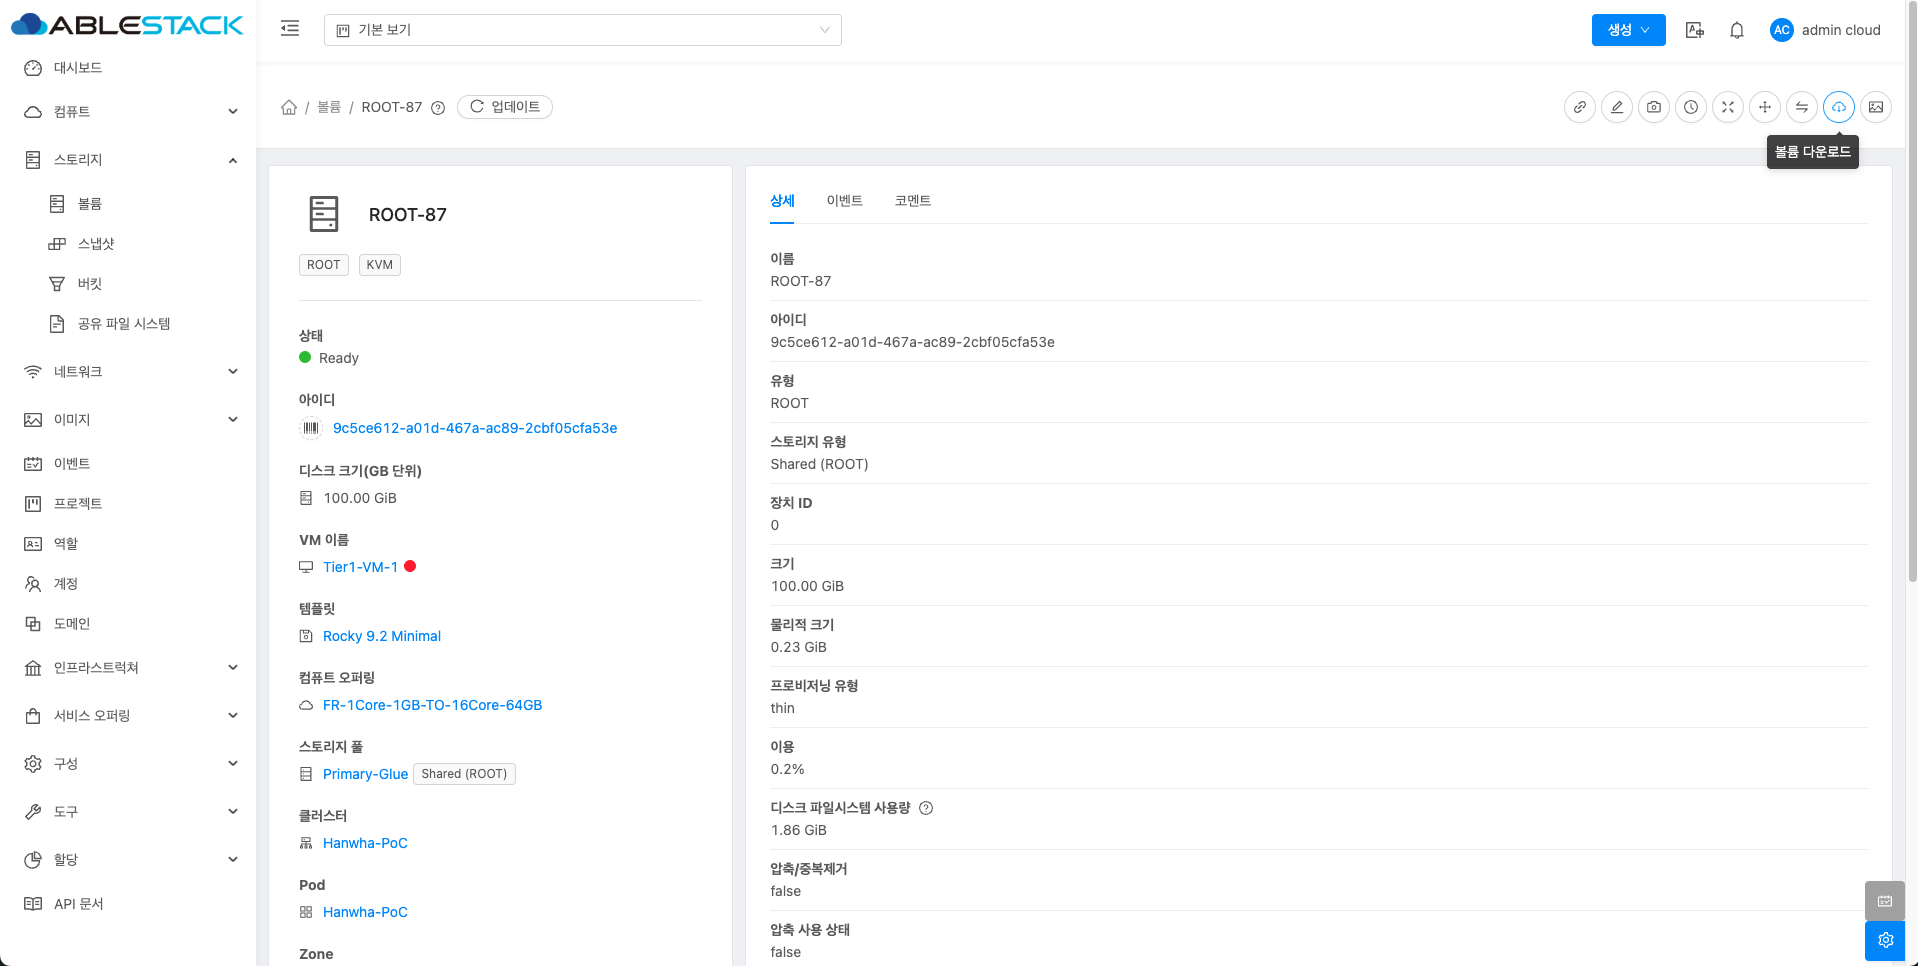 ABLESTACK
기본 보기
생성
AC
admin cloud
대시보드
컴퓨트
스토리지
볼륨
스냅샷
버킷
공유 파일 시스템
네트워크
이미지
이벤트
프로젝트
역할
계정
도메인
인프라스트럭쳐
서비스 오퍼링
구성
도구
할당
API 문서
/ 볼륨 / ROOT-87
업데이트
볼륨 다운로드
ROOT-87
ROOT
KVM
상태
Ready
아이디
9c5ce612-a01d-467a-ac89-2cbf05cfa53e
디스크 크기(GB 단위)
100.00 GiB
VM 이름
Tier1-VM-1
템플릿
Rocky 9.2 Minimal
컴퓨트 오퍼링
FR-1Core-1GB-TO-16Core-64GB
스토리지 풀
Primary-Glue Shared (ROOT)
클러스터
Hanwha-PoC
Pod
Hanwha-PoC
Zone
상세
이벤트
코멘트
이름
ROOT-87
아이디
9c5ce612-a01d-467a-ac89-2cbf05cfa53e
유형
ROOT
스토리지 유형
Shared (ROOT)
장치 ID
0
크기
100.00 GiB
물리적 크기
0.23 GiB
프로비저닝 유형
thin
이용
0.2%
디스크 파일시스템 사용량
1.86 GiB
압축/중복제거
false
압축 사용 상태
false